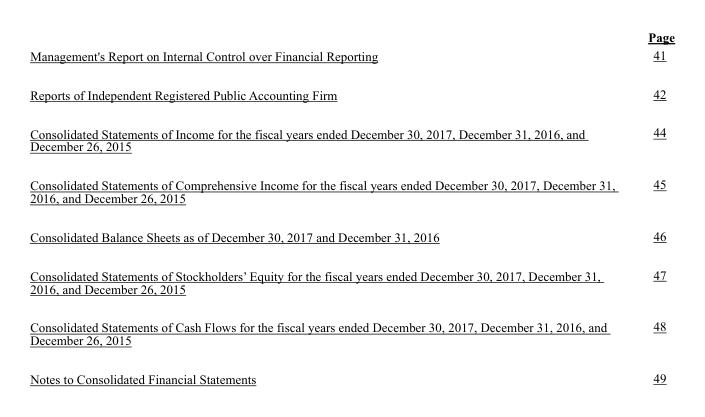 Page
Management's Report on Internal Control over Financial Reporting 41
Reports of Independent Registered Public Accounting Firm 42
Consolidated Statements of Income for the fiscal years ended December 30, 2017, December 31, 2016, and 44
December 26, 2015
Consolidated Statements of Comprehensive Income for the fiscal years ended December 30, 2017, December 31, 45
2016, and December 26, 2015
Consolidated Balance Sheets as of December 30, 2017 and December 31, 2016 46
Consolidated Statements of Stockholders’ Equity for the fiscal years ended December 30, 2017, December 31, 47
2016, and December 26, 2015
Consolidated Statements of Cash Flows for the fiscal years ended December 30, 2017, December 31, 2016, and 48
December 26, 2015
Notes to Consolidated Financial Statements 49